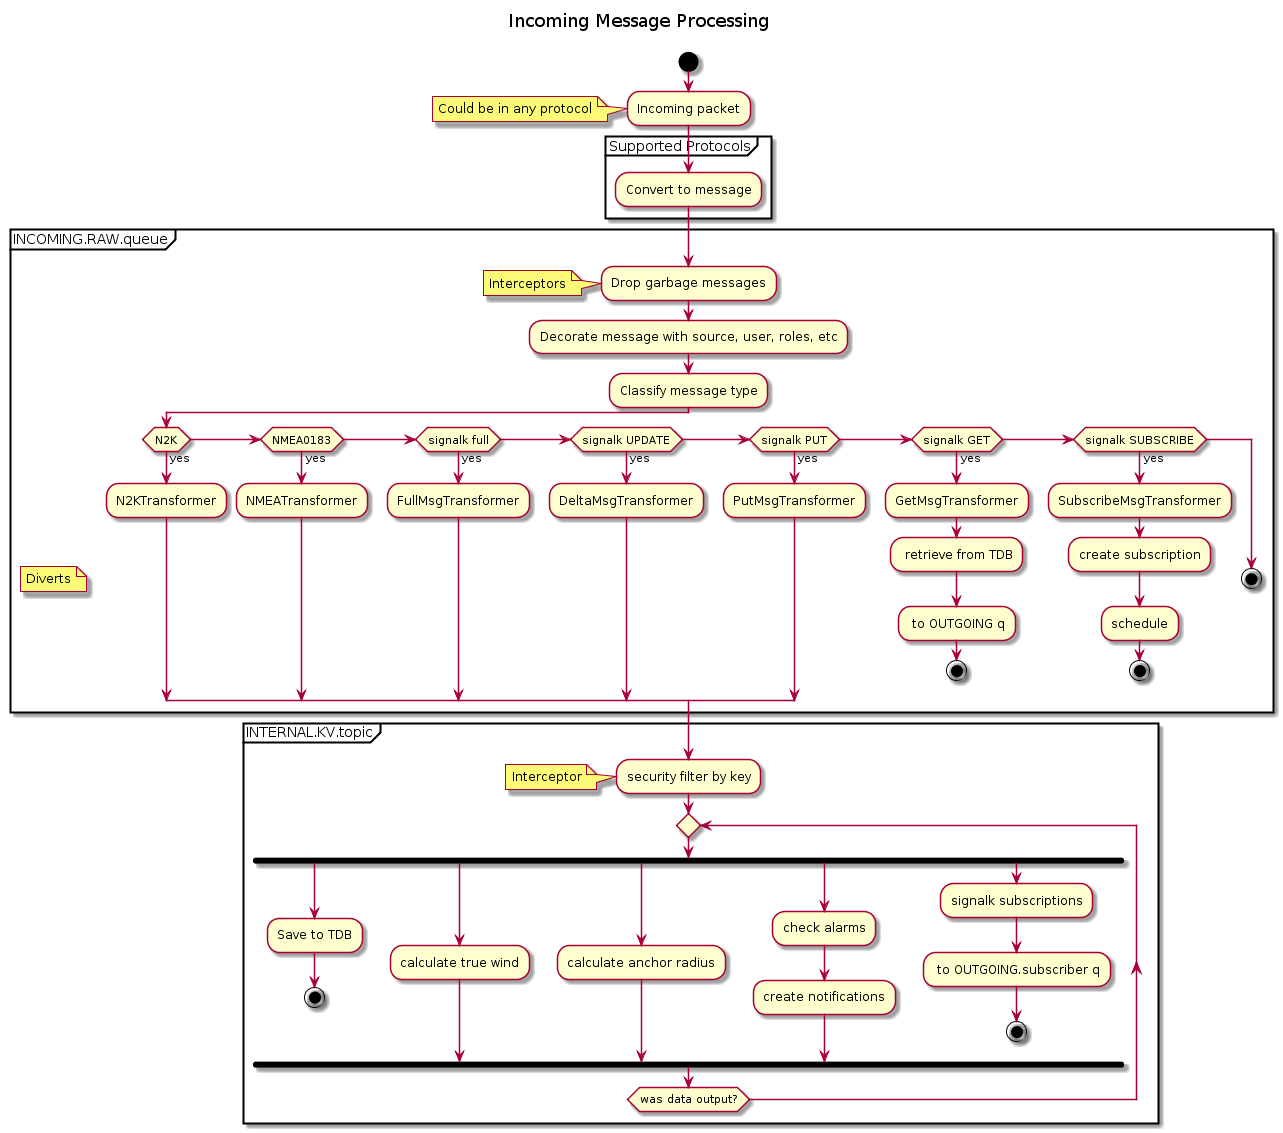 Incoming Message Processing
Could be in any protocol
Incoming packet
Supported Protocols
Convert to message
INCOMING.RAW.queue
Interceptors
Drop garbage messages
Decorate message with source, user, roles, etc
Classify message type
N2K
NMEA0183
signalk full
signalk UPDATE
signalk PUT
signalk GET
signalk SUBSCRIBE
yes
yes
yes
yes
yes
yes
yes
N2KTransformer
NMEATransformer
FullMsgTransformer
DeltaMsgTransformer
PutMsgTransformer
GetMsgTransformer
SubscribeMsgTransformer
retrieve from TDB
create subscription
Diverts
to OUTGOING q
schedule
INTERNAL.KV.topic
Interceptor
security filter by key
signalk subscriptions
Save to TDB
check alarms
calculate true wind
calculate anchor radius
to OUTGOING.subscriber q
create notifications
was data output?